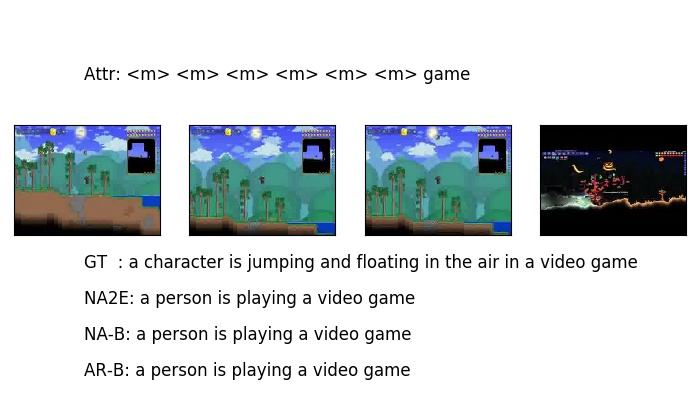 Attr: <m> <m> <m> <m> <m> <m> game
GT  : a character is jumping and floating in the air in a video game
NA2E: a person is playing a video game
NA-B: a person is playing a video game
AR-B: a person is playing a video game